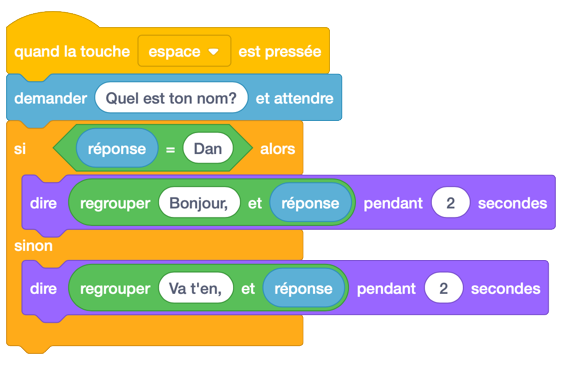 quand la touche espace est pressée
demander Quel est ton nom? et attendre
si réponse = Dan alors
dire regrouper Bonjour, et réponse pendant 2 secondes
sinon
dire regrouper Va t'en, et réponse pendant 2 secondes